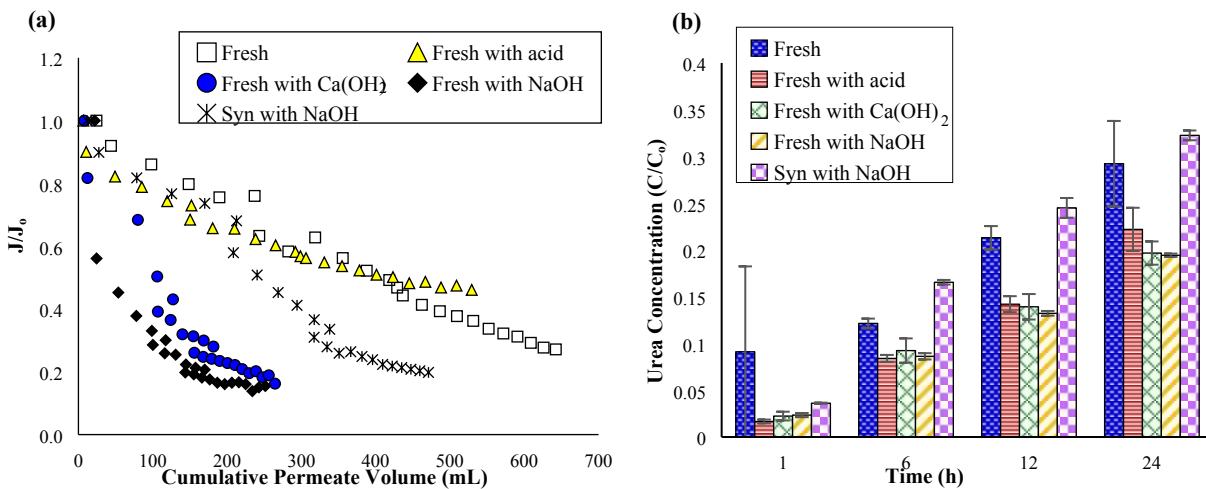 (a)
Fresh
Fresh with acid
Fresh with Ca(OH)2
Fresh with NaOH
Syn with NaOH
J/Jo
1.2
1.0
0.8
0.6
0.4
0.2
0.0
0 100 200 300 400 500 600 700
Cumulative Permeate Volume (mL)
(b)
Fresh
Fresh with acid
Fresh with Ca(OH)2
Fresh with NaOH
Syn with NaOH
Urea Concentration (C/Co)
0.4
0.35
0.3
0.25
0.2
0.15
0.1
0.05
0
1 6 12 24
Time (h)